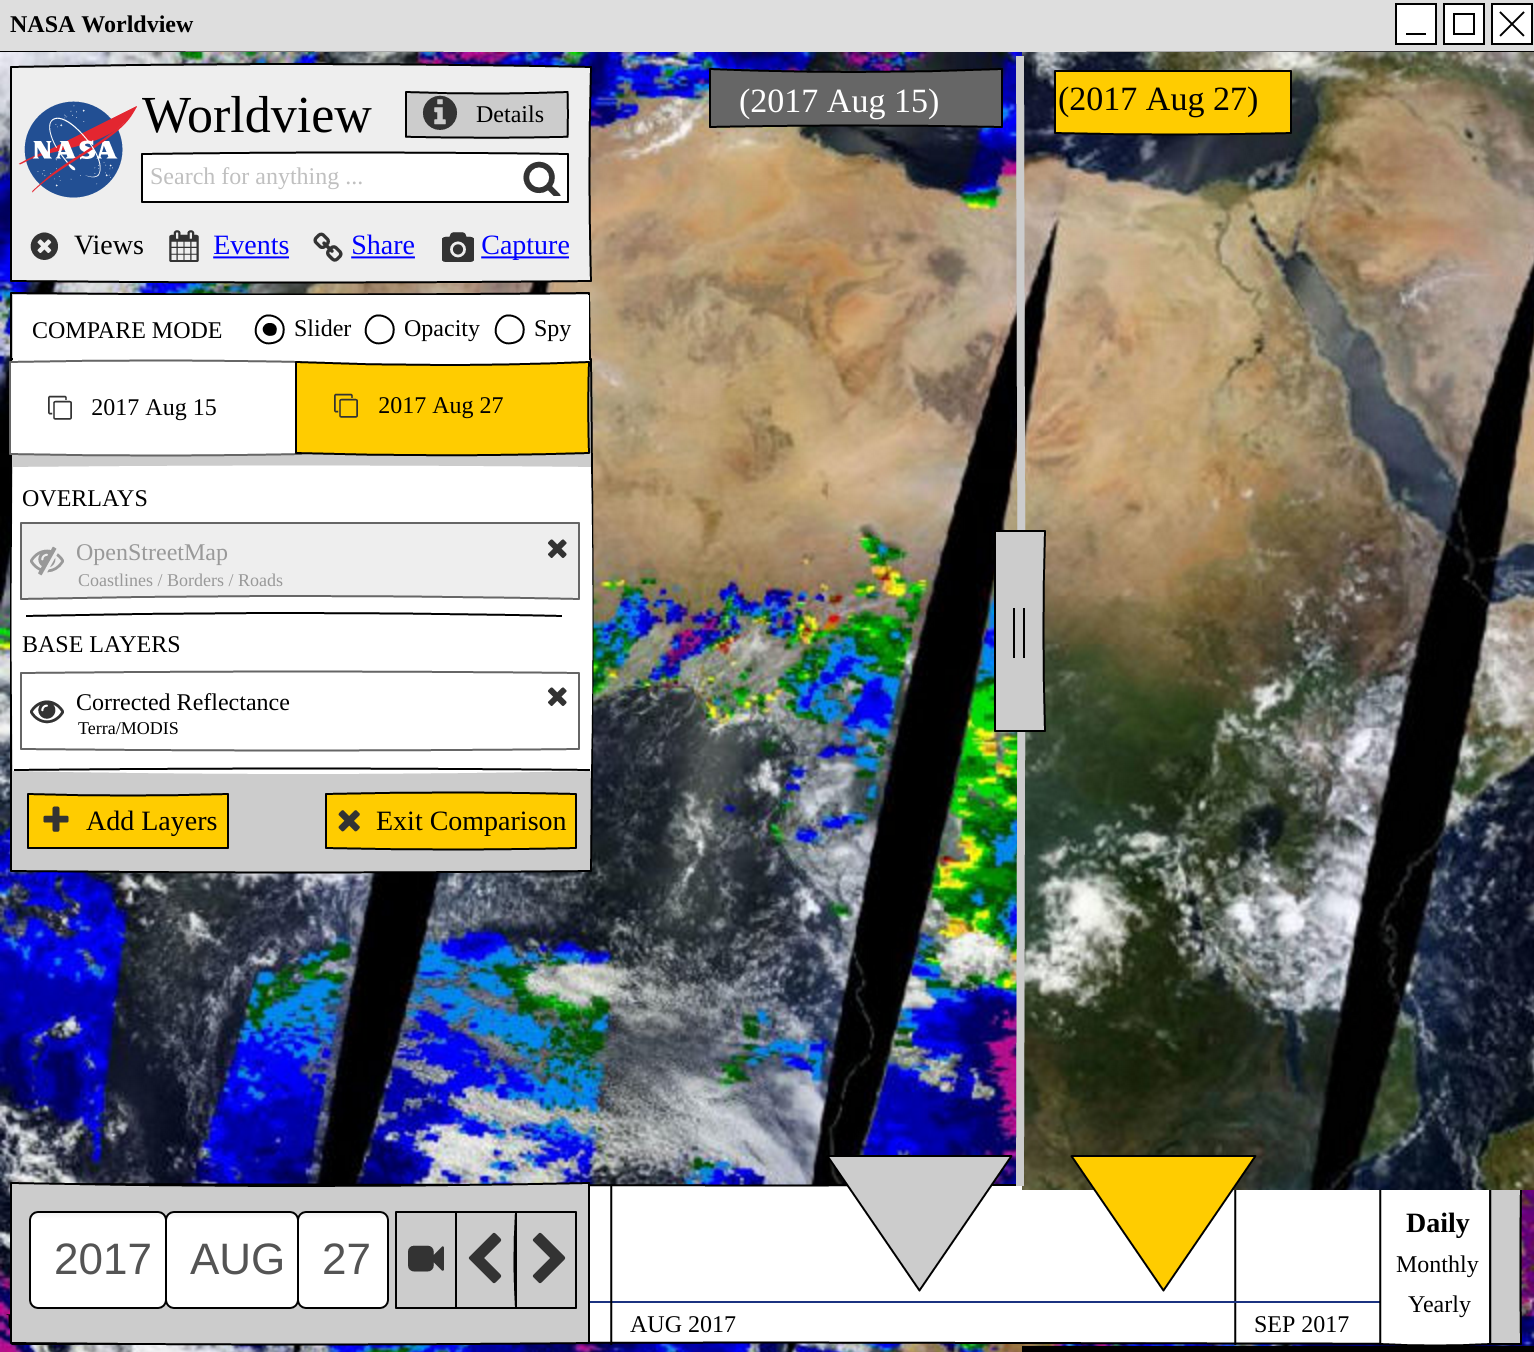 NASA Worldview
NASA
Worldview
Details
Search for anything ...
Views
Events
Share
Capture
COMPARE MODE
Slider
Opacity
Spy
2017 Aug 15
2017 Aug 27
OVERLAYS
OpenStreetMap
Coastlines / Borders / Roads
BASE LAYERS
Corrected Reflectance
Terra/MODIS
Add Layers
Exit Comparison
(2017 Aug 15)
(2017 Aug 27)
2017
AUG
27
AUG 2017
SEP 2017
Daily
Monthly
Yearly